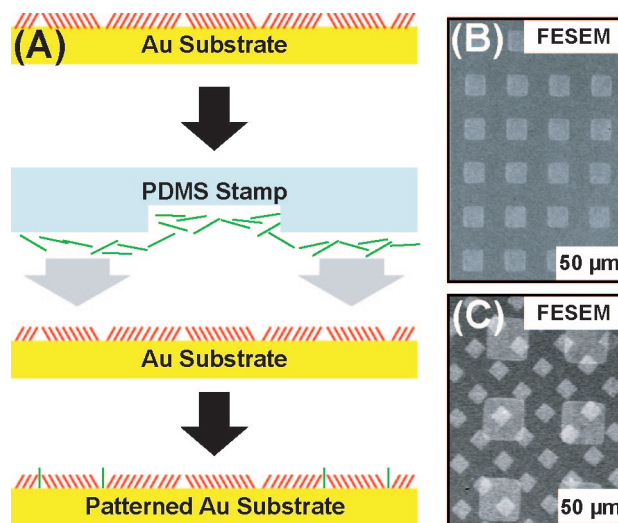 (A)
Au Substrate
PDMS Stamp
Au Substrate
Patterned Au Substrate
(B)
FESEM
50 µm
(C)
FESEM
50 µm